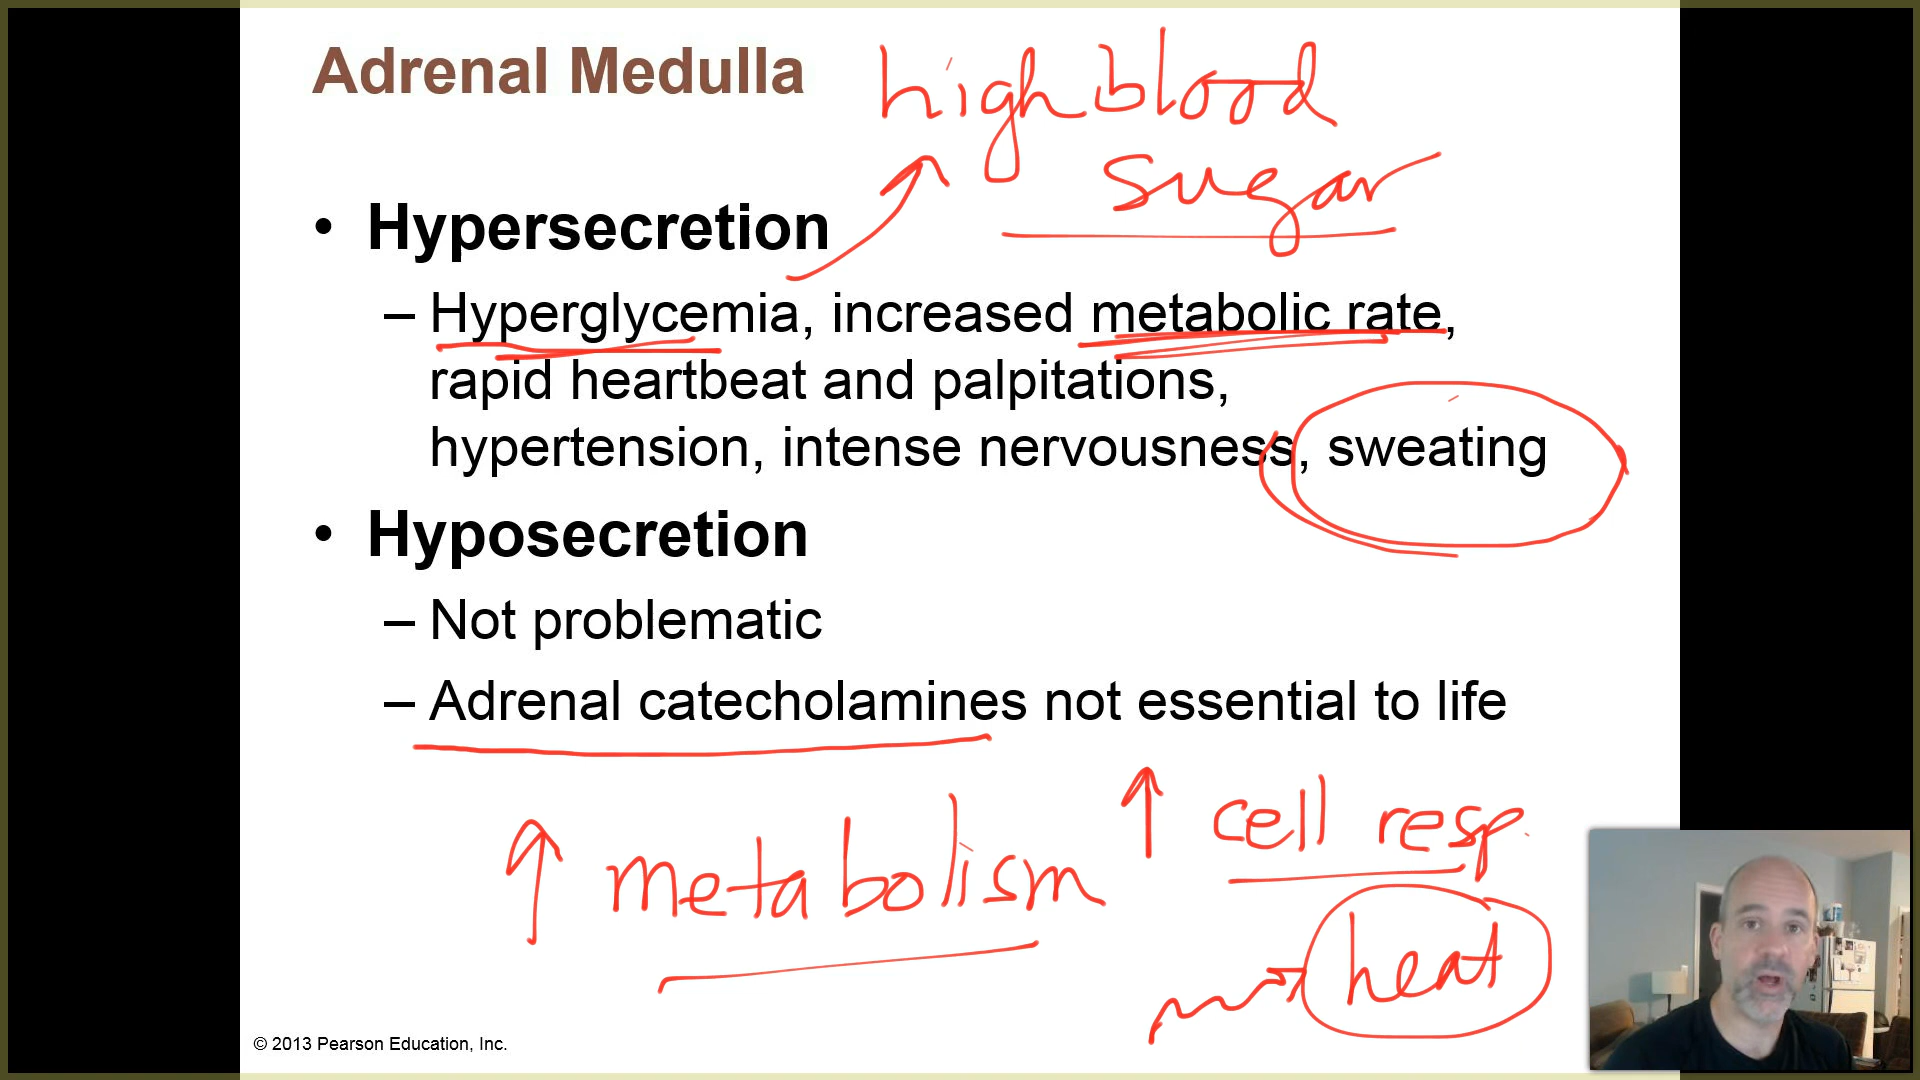 Adrenal Medulla
high blood
sugar
• Hypersecretion
– Hyperglycemia, increased metabolic rate,
rapid heartbeat and palpitations,
hypertension, intense nervousness, sweating
• Hyposecretion
– Not problematic
– Adrenal catecholamines not essential to life
↑ metabolism
↑ cell resp.
heat
© 2013 Pearson Education, Inc.